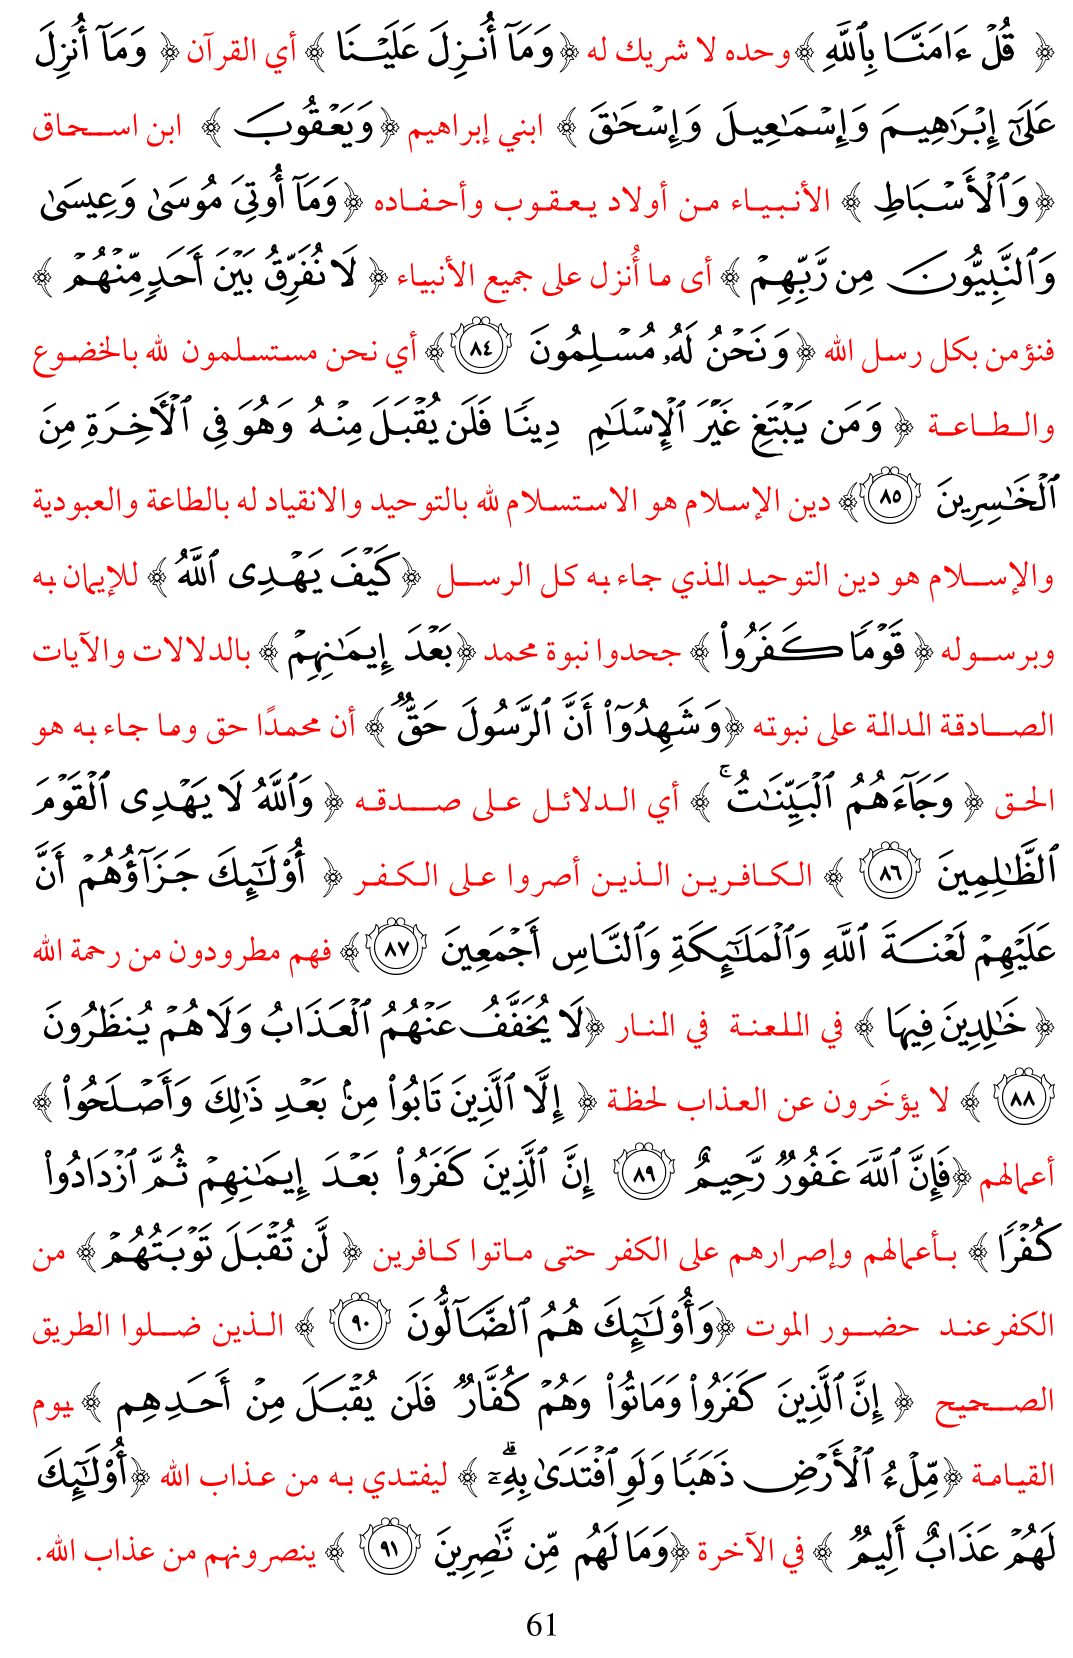 ﴿ قُلْ ءَامَنَّا بِٱللَّهِ ﴾ وحده لا شريك له ﴿ وَمَآ أُنزِلَ عَلَيْنَا ﴾ أي القرآن ﴿ وَمَآ أُنزِلَ
عَلَىٰٓ إِبْرَٰهِيمَ وَإِسْمَٰعِيلَ وَإِسْحَٰقَ ﴾ ابني إبراهيم ﴿ وَيَعْقُوبَ ﴾ ابن اسحاق
﴿ وَٱلْأَسْبَاطِ ﴾ الأنبياء من أولاد يعقوب وأحفاده ﴿ وَمَآ أُوتِيَ مُوسَىٰ وَعِيسَىٰ
وَٱلنَّبِيُّونَ مِن رَّبِّهِمْ ﴾ أى ما أُنزل على جميع الأنبياء ﴿ لَا نُفَرِّقُ بَيْنَ أَحَدٍ مِّنْهُمْ ﴾
فنؤمن بكل رسل الله ﴿ وَنَحْنُ لَهُۥ مُسْلِمُونَ ٨٤ ﴾ أي نحن مستسلمون لله بالخضوع
والطاعة ﴿ وَمَن يَبْتَغِ غَيْرَ ٱلْإِسْلَٰمِ دِينًا فَلَن يُقْبَلَ مِنْهُ وَهُوَ فِي ٱلْأَخِرَةِ مِنَ
ٱلْخَٰسِرِينَ ٨٥ ﴾ دين الإسلام هو الاستسلام لله بالتوحيد والانقياد له بالطاعة والعبودية
والإسلام هو دين التوحيد الذي جاء به كل الرسل ﴿ كَيْفَ يَهْدِى ٱللَّهُ ﴾ للإيمان به
وبرسوله ﴿ قَوْمًا كَفَرُوا۟ ﴾ جحدوا نبوة محمد ﴿ بَعْدَ إِيمَٰنِهِمْ ﴾ بالدلالات والآيات
الصادقة الدالة على نبوته ﴿ وَشَهِدُوٓا۟ أَنَّ ٱلرَّسُولَ حَقٌّ ﴾ أن محمدًا حق وما جاء به هو
الحق ﴿ وَجَآءَهُمُ ٱلْبَيِّنَٰتُ ۚ ﴾ أي الدلائل على صدقه ﴿ وَٱللَّهُ لَا يَهْدِى ٱلْقَوْمَ
ٱلظَّٰلِمِينَ ٨٦ ﴾ الكافرين الذين أصروا على الكفر ﴿ أُو۟لَٰٓئِكَ جَزَآؤُهُمْ أَنَّ
عَلَيْهِمْ لَعْنَةَ ٱللَّهِ وَٱلْمَلَٰٓئِكَةِ وَٱلنَّاسِ أَجْمَعِينَ ٨٧ ﴾ فهم مطرودون من رحمة الله
﴿ خَٰلِدِينَ فِيهَا ﴾ في اللعنة في النار ﴿ لَا يُخَفَّفُ عَنْهُمُ ٱلْعَذَابُ وَلَا هُمْ يُنظَرُونَ
٨٨ ﴾ لا يؤخَرون عن العذاب لحظة ﴿ إِلَّا ٱلَّذِينَ تَابُوا۟ مِنۢ بَعْدِ ذَٰلِكَ وَأَصْلَحُوا۟ ﴾
أعمالهم ﴿ فَإِنَّ ٱللَّهَ غَفُورٌ رَّحِيمٌ ٨٩ إِنَّ ٱلَّذِينَ كَفَرُوا۟ بَعْدَ إِيمَٰنِهِمْ ثُمَّ ٱزْدَادُوا۟
كُفْرًا ﴾ بأعمالهم وإصرارهم على الكفر حتى ماتوا كافرين ﴿ لَّن تُقْبَلَ تَوْبَتُهُمْ ﴾ من
الكفرعند حضور الموت ﴿ وَأُو۟لَٰٓئِكَ هُمُ ٱلضَّآلُّونَ ٩٠ ﴾ الذين ضلوا الطريق
الصحيح ﴿ إِنَّ ٱلَّذِينَ كَفَرُوا۟ وَمَاتُوا۟ وَهُمْ كُفَّارٌ فَلَن يُقْبَلَ مِنْ أَحَدِهِم ﴾ يوم
القيامة ﴿ مِّلْءُ ٱلْأَرْضِ ذَهَبًا وَلَوِ ٱفْتَدَىٰ بِهِۦٓ ۗ ﴾ ليفتدي به من عذاب الله ﴿ أُو۟لَٰٓئِكَ
لَهُمْ عَذَابٌ أَلِيمٌ ﴾ في الآخرة ﴿ وَمَا لَهُم مِّن نَّٰصِرِينَ ٩١ ﴾ ينصرونهم من عذاب الله.
61